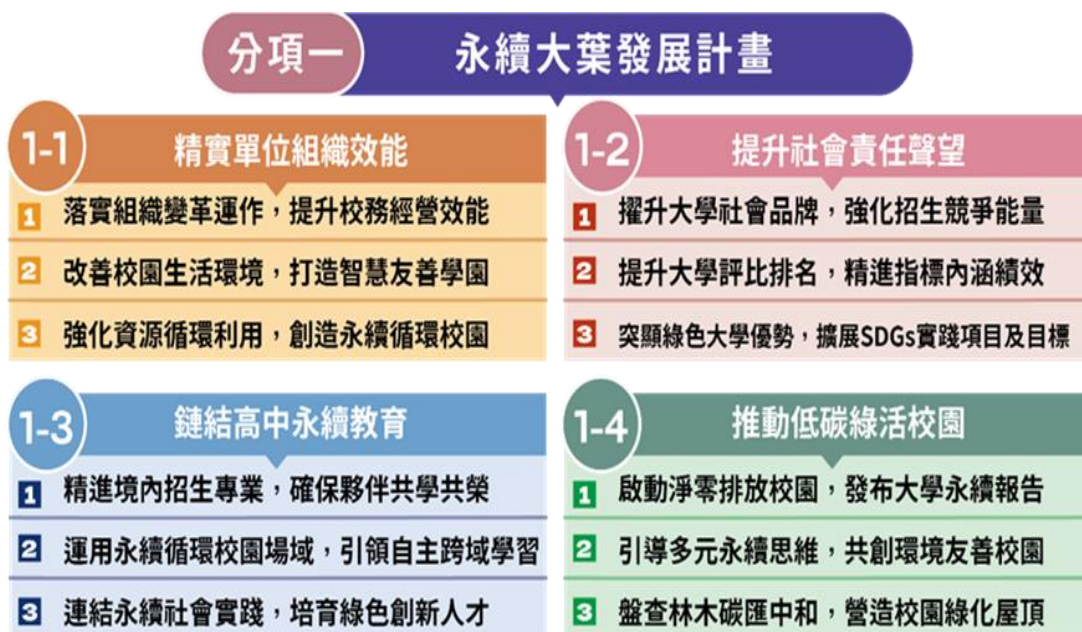 分項一 永續大葉發展計畫
1-1 精實單位組織效能
1 落實組織變革運作，提升校務經營效能
2 改善校園生活環境，打造智慧友善學園
3 強化資源循環利用，創造永續循環校園
1-2 提升社會責任聲望
1 擢升大學社會品牌，強化招生競爭能量
2 提升大學評比排名，精進指標內涵績效
3 突顯綠色大學優勢，擴展SDGs實踐項目及目標
1-3 鏈結高中永續教育
1 精進境內招生專業，確保夥伴共學共榮
2 運用永續循環校園場域，引領自主跨域學習
3 連結永續社會實踐，培育綠色創新人才
1-4 推動低碳綠活校園
1 啟動淨零排放校園，發布大學永續報告
2 引導多元永續思維，共創環境友善校園
3 盤查林木碳匯中和，營造校園綠化屋頂